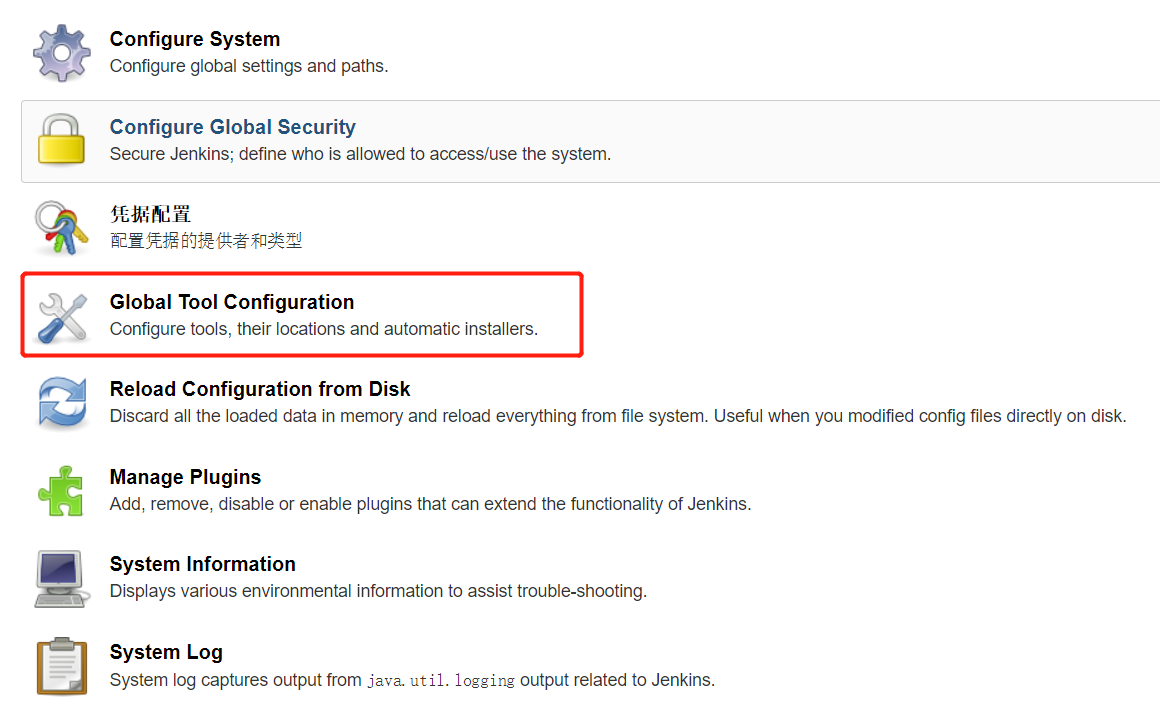 Configure System
Configure global settings and paths.
Configure Global Security
Secure Jenkins; define who is allowed to access/use the system.
凭据配置
配置凭据的提供者和类型
Global Tool Configuration
Configure tools, their locations and automatic installers.
Reload Configuration from Disk
Discard all the loaded data in memory and reload everything from file system. Useful when you modified config files directly on disk.
Manage Plugins
Add, remove, disable or enable plugins that can extend the functionality of Jenkins.
System Information
Displays various environmental information to assist trouble-shooting.
System Log
System log captures output from java.util.logging output related to Jenkins.